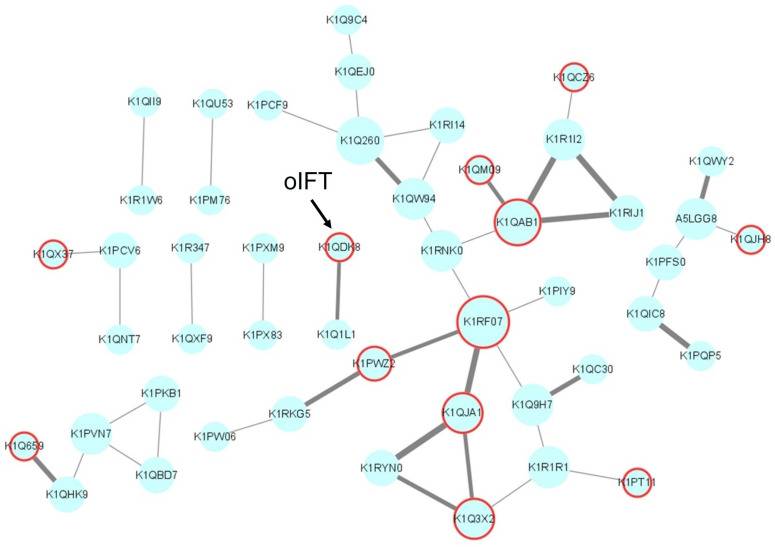 K1Q9C4
K1QEJ0
K1QCZ6
K1QII9
K1QU53
K1PCF9
K1RI14
K1Q260
K1R1I2
K1QWY2
K1QM09
oIFT
K1R1W6
K1PM76
K1QW94
K1QAB1
K1RIJ1
A5LGG8
K1QX37
K1PCV6
K1R347
K1PXM9
K1QDK8
K1RNK0
K1QJH8
K1PFS0
K1PIY9
K1QIC8
K1RF07
K1QNT7
K1QXF9
K1PX83
K1Q1L1
K1PQP5
K1PWZ2
K1QC30
K1PKB1
K1RKG5
K1QJA1
K1Q9H7
K1PVN7
K1PW06
K1Q659
K1QBD7
K1RYN0
K1R1R1
K1PT11
K1QHK9
K1Q3X2